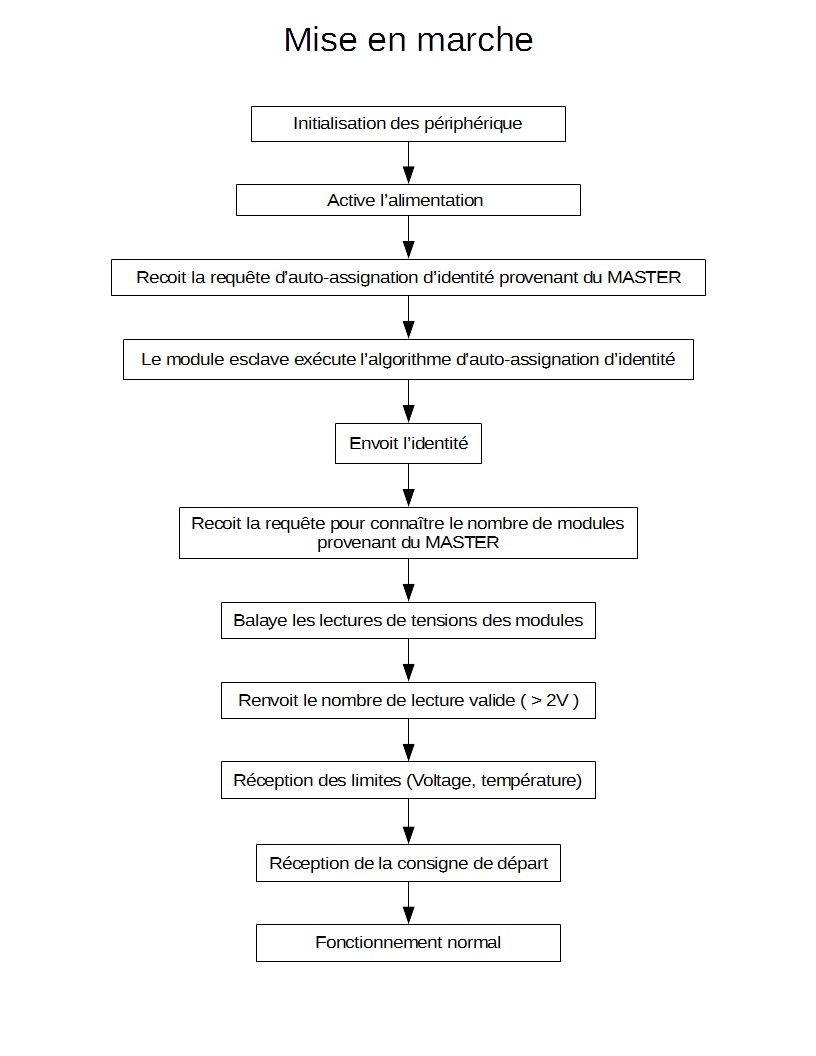 Mise en marche
Initialisation des périphérique
Active l’alimentation
Recoit la requête d’auto-assignation d’identité provenant du MASTER
Le module esclave exécute l’algorithme d’auto-assignation d’identité
Envoit l’identité
Recoit la requête pour connaître le nombre de modules
provenant du MASTER
Balaye les lectures de tensions des modules
Renvoit le nombre de lecture valide ( > 2V )
Réception des limites (Voltage, température)
Réception de la consigne de départ
Fonctionnement normal